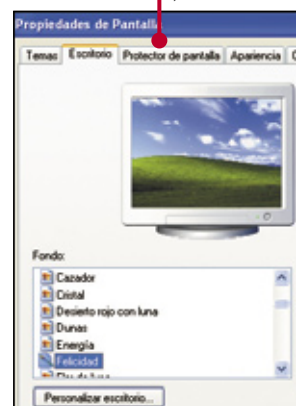 Propiedades de Pantalla
Temas Escritorio Protector de pantalla Apariencia
Fondo:
Cazador
Cristal
Desierto rojo con luna
Dunas
Energía
Felicidad
Personalizar escritorio...